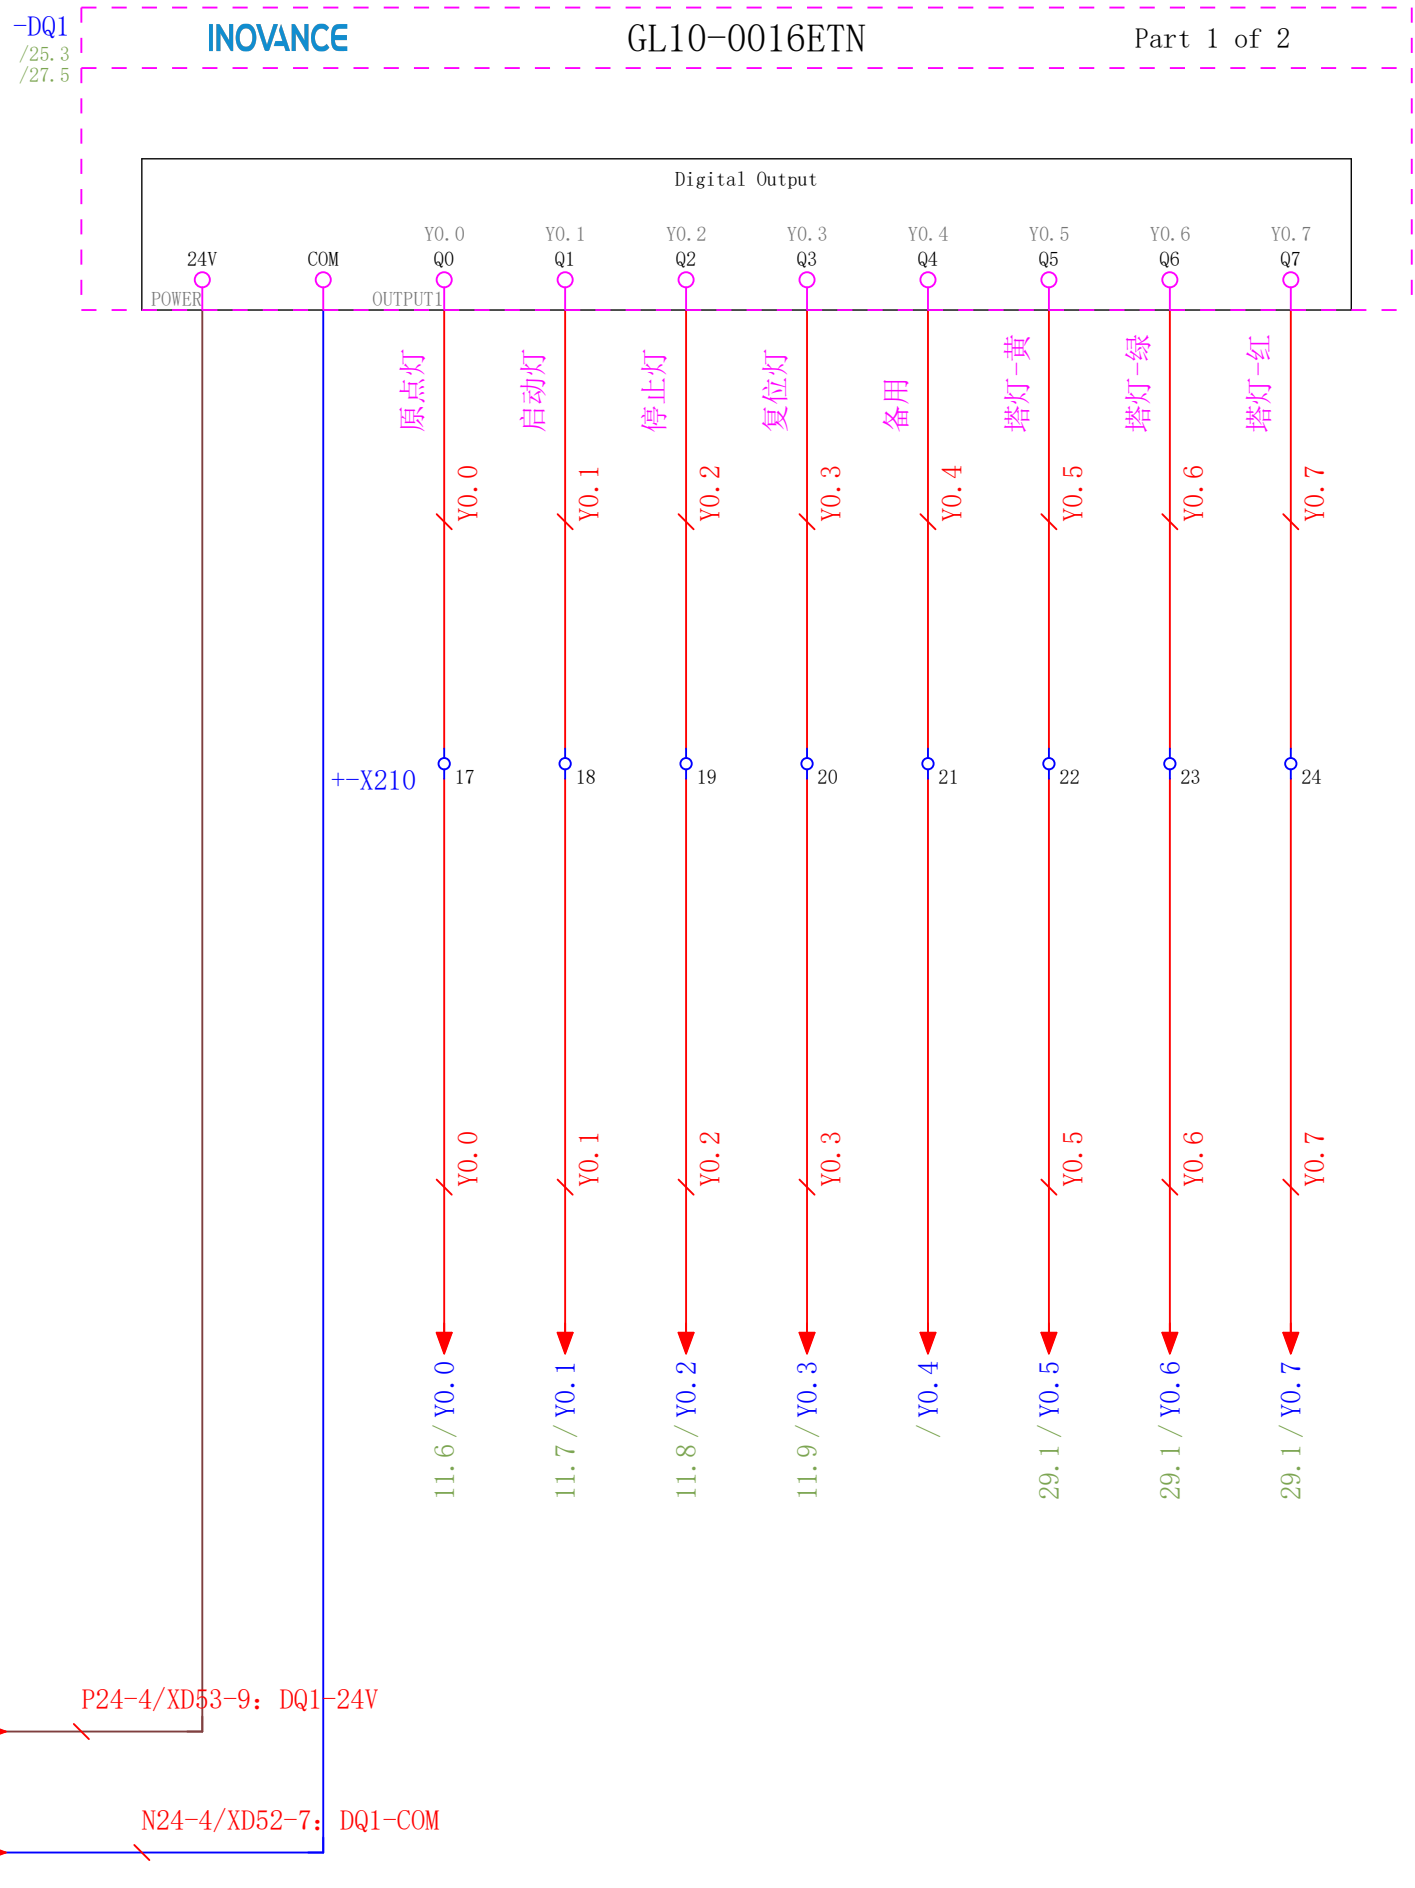 -DQ1
/25.3
/27.5
INOVANCE
GL10-0016ETN
Part 1 of 2
Digital Output
Y0.0 Y0.1 Y0.2 Y0.3 Y0.4 Y0.5 Y0.6 Y0.7
24V COM Q0 Q1 Q2 Q3 Q4 Q5 Q6 Q7
POWER OUTPUT1
原点灯
启动灯
停止灯
复位灯
备用
塔灯-黄
塔灯-绿
塔灯-红
Y0.0
Y0.1
Y0.2
Y0.3
Y0.4
Y0.5
Y0.6
Y0.7
+-X210 17 18 19 20 21 22 23 24
Y0.0
Y0.1
Y0.2
Y0.3
Y0.5
Y0.6
Y0.7
11.6/Y0.0
11.7/Y0.1
11.8/Y0.2
11.9/Y0.3
/Y0.4
29.1/Y0.5
29.1/Y0.6
29.1/Y0.7
P24-4/XD53-9：DQ1-24V
N24-4/XD52-7：DQ1-COM